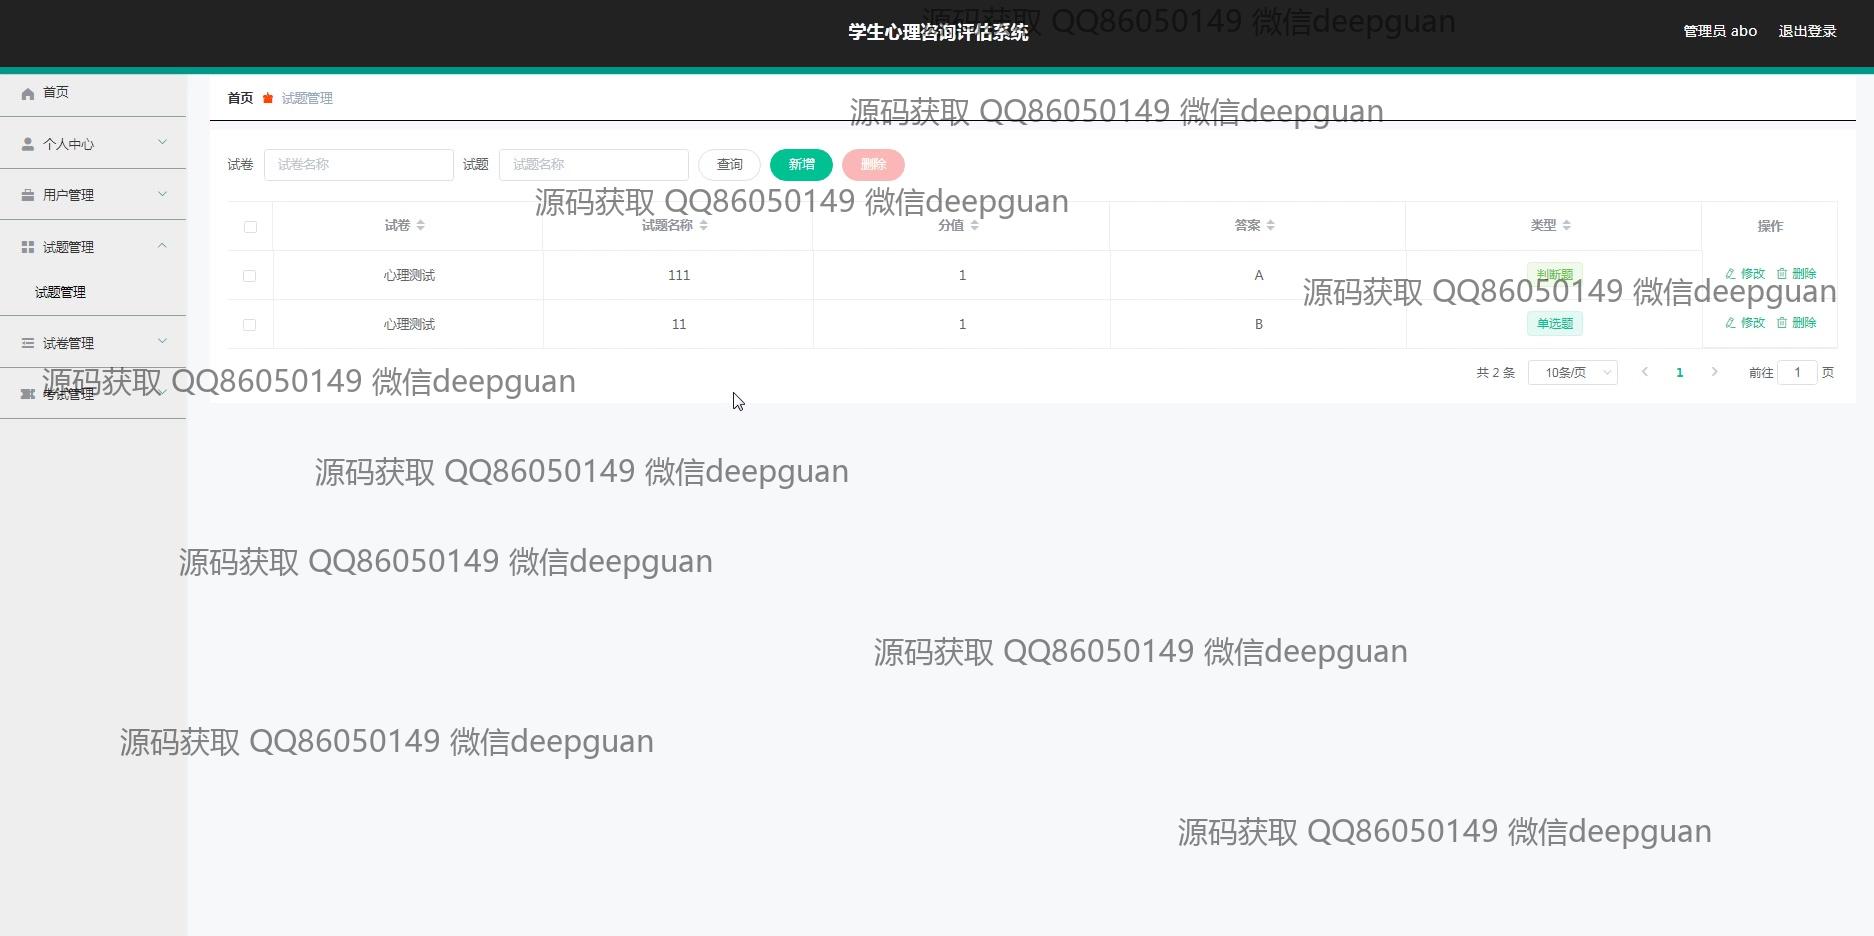 学生心理咨询评估系统
源码获取 QQ86050149 微信deepguan
管理员 abo 退出登录
首页
首页 试题管理
源码获取 QQ86050149 微信deepguan
个人中心
试卷 试卷名称 试题 试题名称 查询 新增 删除
用户管理
源码获取 QQ86050149 微信deepguan
试卷 试题名称 分值 答案 类型 操作
试题管理
心理测试 111 1 A 判断题 修改 删除
试题管理
源码获取 QQ86050149 微信deepguan
心理测试 11 1 B 单选题 修改 删除
试卷管理
共 2 条 10条/页 1 前往 1 页
源码获取 QQ86050149 微信deepguan
考试管理
源码获取 QQ86050149 微信deepguan
源码获取 QQ86050149 微信deepguan
源码获取 QQ86050149 微信deepguan
源码获取 QQ86050149 微信deepguan
源码获取 QQ86050149 微信deepguan